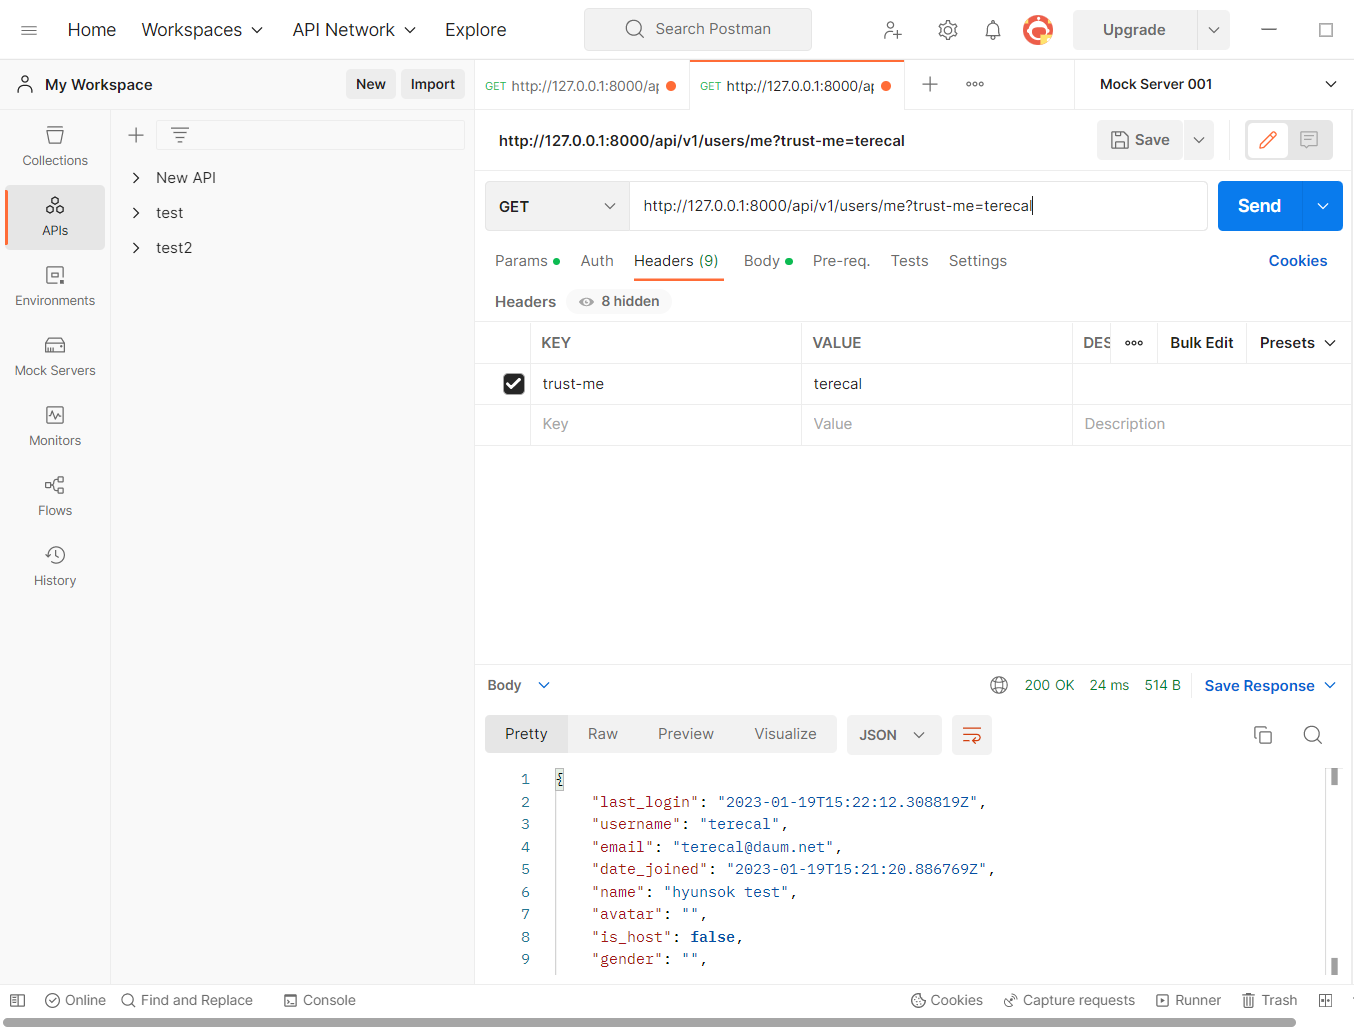 Home Workspaces API Network Explore Search Postman Upgrade
My Workspace New Import GET http://127.0.0.1:8000/ap GET http://127.0.0.1:8000/ap Mock Server 001
Collections
APIs
Environments
Mock Servers
Monitors
Flows
History
New API
test
test2
http://127.0.0.1:8000/api/v1/users/me?trust-me=terecal Save
GET http://127.0.0.1:8000/api/v1/users/me?trust-me=terecal Send
Params Auth Headers (9) Body Pre-req. Tests Settings Cookies
Headers 8 hidden
KEY VALUE DES Bulk Edit Presets
trust-me terecal
Key Value Description
Body 200 OK 24 ms 514 B Save Response
Pretty Raw Preview Visualize JSON
1 {
2 "last_login": "2023-01-19T15:22:12.308819Z",
3 "username": "terecal",
4 "email": "terecal@daum.net",
5 "date_joined": "2023-01-19T15:21:20.886769Z",
6 "name": "hyunsok test",
7 "avatar": "",
8 "is_host": false,
9 "gender": "",
Online Find and Replace Console Cookies Capture requests Runner Trash